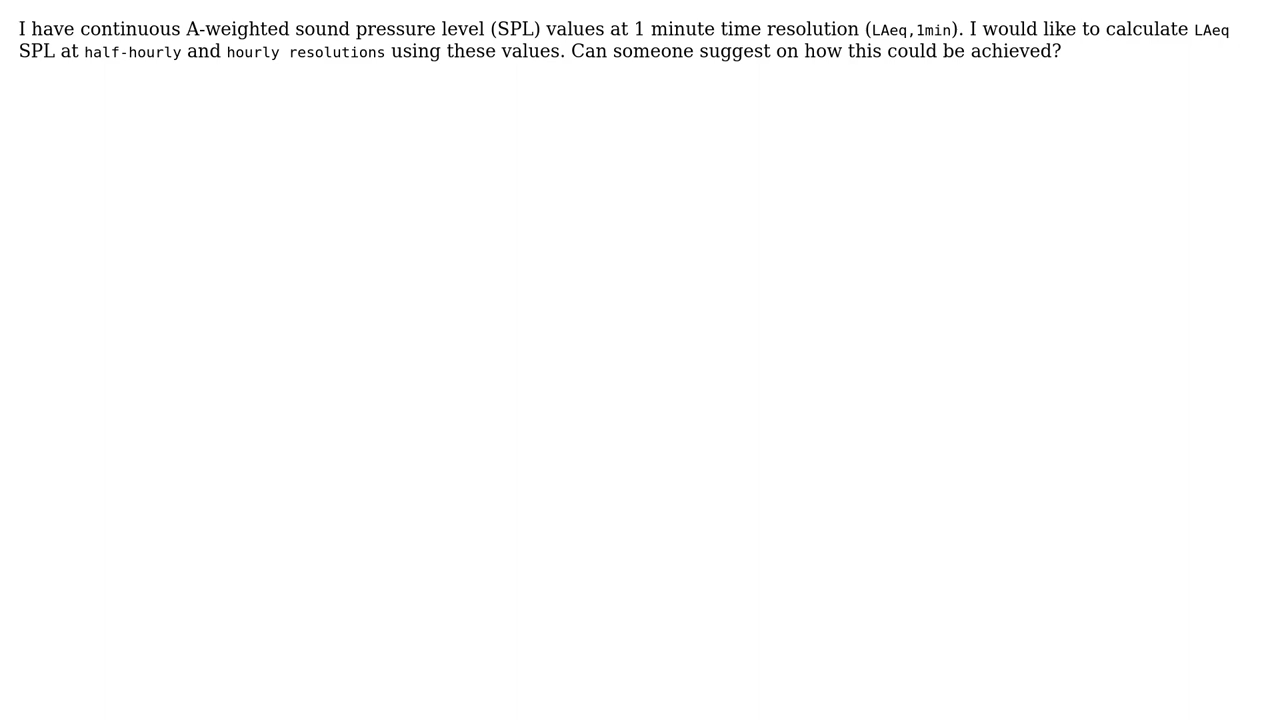 I have continuous A-weighted sound pressure level (SPL) values at 1 minute time resolution (LAeq,1min). I would like to calculate LAeq
SPL at half-hourly and hourly resolutions using these values. Can someone suggest on how this could be achieved?